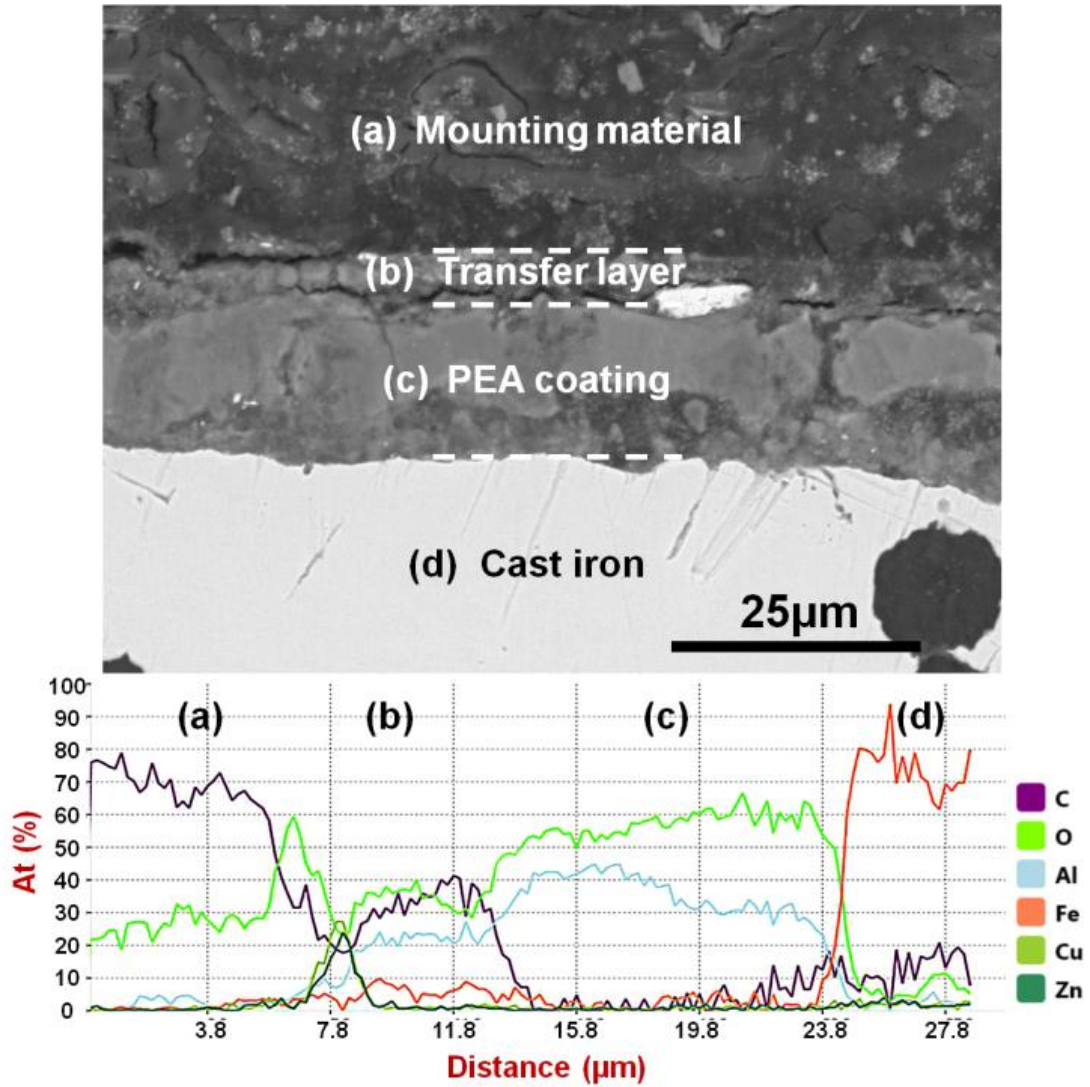 (a) Mounting material
(b) Transfer layer
(c) PEA coating
(d) Cast iron
25µm
100
90
80
70
60
50
40
30
20
10
0
At (%)
(a)
(b)
(c)
(d)
3.8
7.8
11.8
15.8
19.8
23.8
27.8
Distance (µm)
C
O
Al
Fe
Cu
Zn